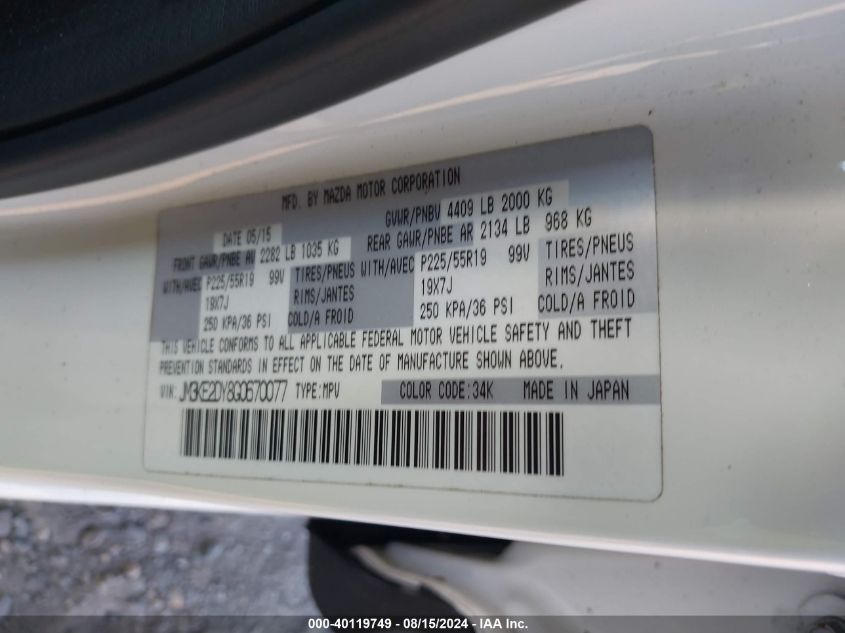 MFD. BY MAZDA MOTOR CORPORATION
DATE 05/15 GVWR/PNBV 4409 LB 2000 KG
FRONT GAWR/PNBE AV 2282 LB 1035 KG REAR GAWR/PNBE AR 2134 LB 968 KG
WITH/AVEC P225/55R19 99V TIRES/PNEUS WITH/AVEC P225/55R19 99V TIRES/PNEUS
19X7J RIMS/JANTES 19X7J RIMS/JANTES
250 KPA/36 PSI COLD/A FROID 250 KPA/36 PSI COLD/A FROID
THIS VEHICLE CONFORMS TO ALL APPLICABLE FEDERAL MOTOR VEHICLE SAFETY AND THEFT
PREVENTION STANDARDS IN EFFECT ON THE DATE OF MANUFACTURE SHOWN ABOVE.
VIN: JM3KE2DY8G0670077 TYPE:MPV COLOR CODE:34K MADE IN JAPAN
000-40119749 - 08/15/2024 - IAA Inc.